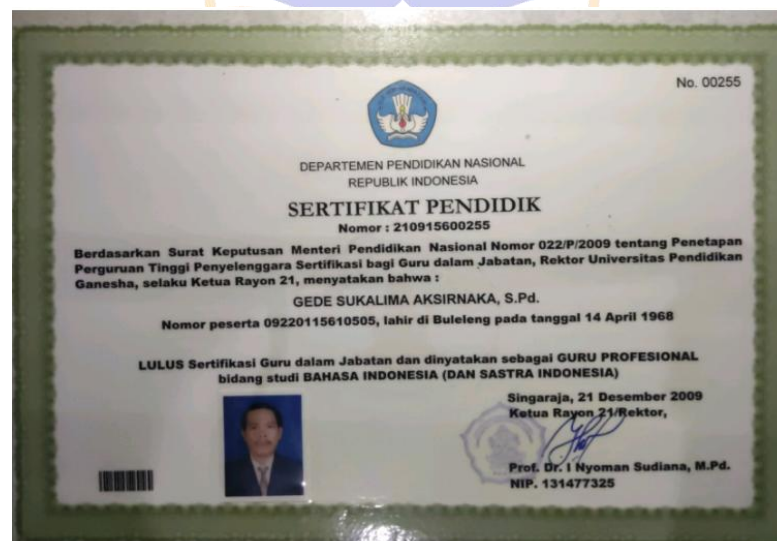 No. 00255
DEPARTEMEN PENDIDIKAN NASIONAL
REPUBLIK INDONESIA
SERTIFIKAT PENDIDIK
Nomor : 210915600255
Berdasarkan Surat Keputusan Menteri Pendidikan Nasional Nomor 022/P/2009 tentang Penetapan
Perguruan Tinggi Penyelenggara Sertifikasi bagi Guru dalam Jabatan, Rektor Universitas Pendidikan
Ganesha, selaku Ketua Rayon 21, menyatakan bahwa :
GEDE SUKALIMA AKSIRNAKA, S.Pd.
Nomor peserta 09220115610505, lahir di Buleleng pada tanggal 14 April 1968
LULUS Sertifikasi Guru dalam Jabatan dan dinyatakan sebagai GURU PROFESIONAL
bidang studi BAHASA INDONESIA (DAN SASTRA INDONESIA)
Singaraja, 21 Desember 2009
Ketua Rayon 21/Rektor,
Prof. Dr. I Nyoman Sudiana, M.Pd.
NIP. 131477325